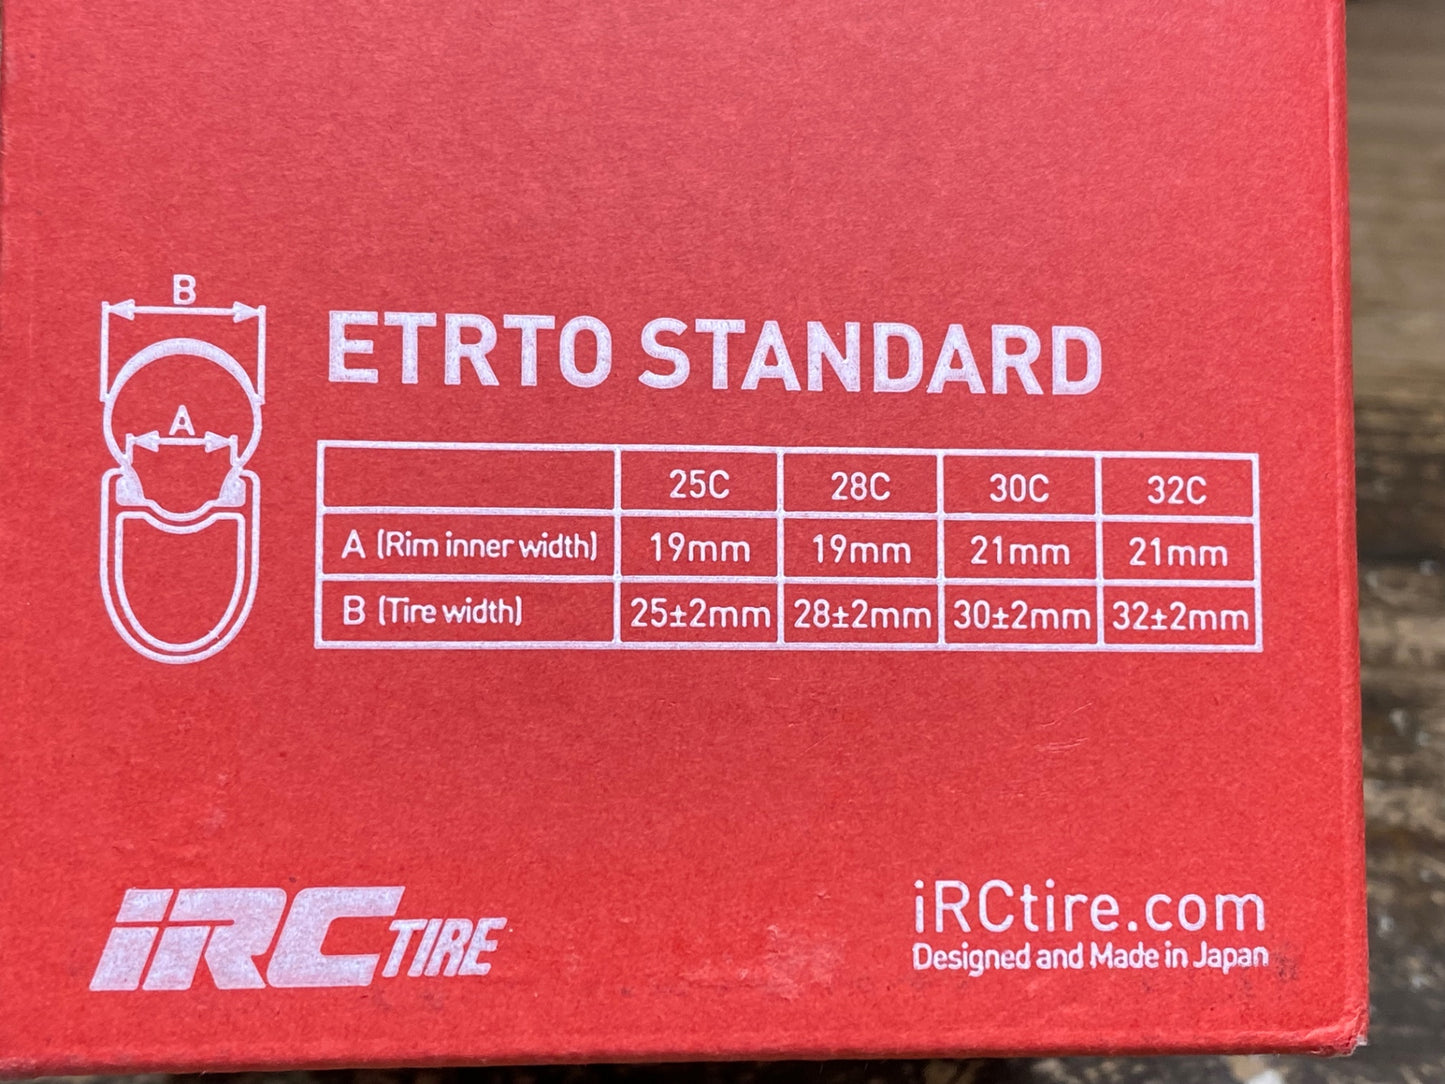 B
A
ETRTO STANDARD
25C 28C 30C 32C
A (Rim inner width) 19mm 19mm 21mm 21mm
B (Tire width) 25±2mm 28±2mm 30±2mm 32±2mm
iRC TIRE
iRCtire.com
Designed and Made in Japan